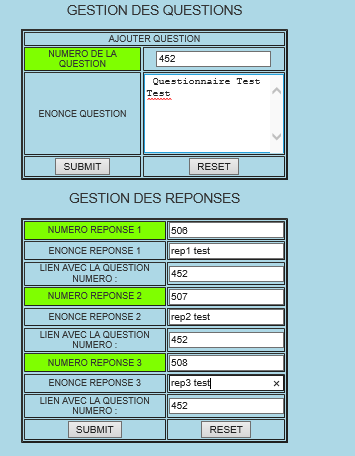 GESTION DES QUESTIONS
AJOUTER QUESTION
NUMERO DE LA
QUESTION
452
ENONCE QUESTION
Questionnaire Test
Test
SUBMIT
RESET
GESTION DES REPONSES
NUMERO REPONSE 1
506
ENONCE REPONSE 1
rep1 test
LIEN AVEC LA QUESTION
NUMERO :
452
NUMERO REPONSE 2
507
ENONCE REPONSE 2
rep2 test
LIEN AVEC LA QUESTION
NUMERO :
452
NUMERO REPONSE 3
508
ENONCE REPONSE 3
rep3 test
LIEN AVEC LA QUESTION
NUMERO :
452
SUBMIT
RESET